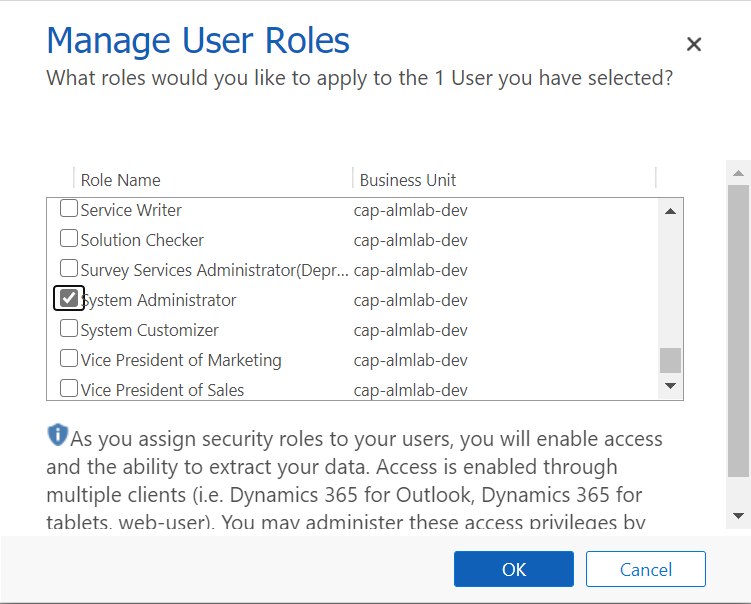 Manage User Roles
What roles would you like to apply to the 1 User you have selected?
Role Name Business Unit
Service Writer cap-almlab-dev
Solution Checker cap-almlab-dev
Survey Services Administrator(Depr... cap-almlab-dev
System Administrator cap-almlab-dev
System Customizer cap-almlab-dev
Vice President of Marketing cap-almlab-dev
Vice President of Sales cap-almlab-dev
As you assign security roles to your users, you will enable access
and the ability to extract your data. Access is enabled through
multiple clients (i.e. Dynamics 365 for Outlook, Dynamics 365 for
tablets, web-user). You may administer these access privileges by
OK Cancel